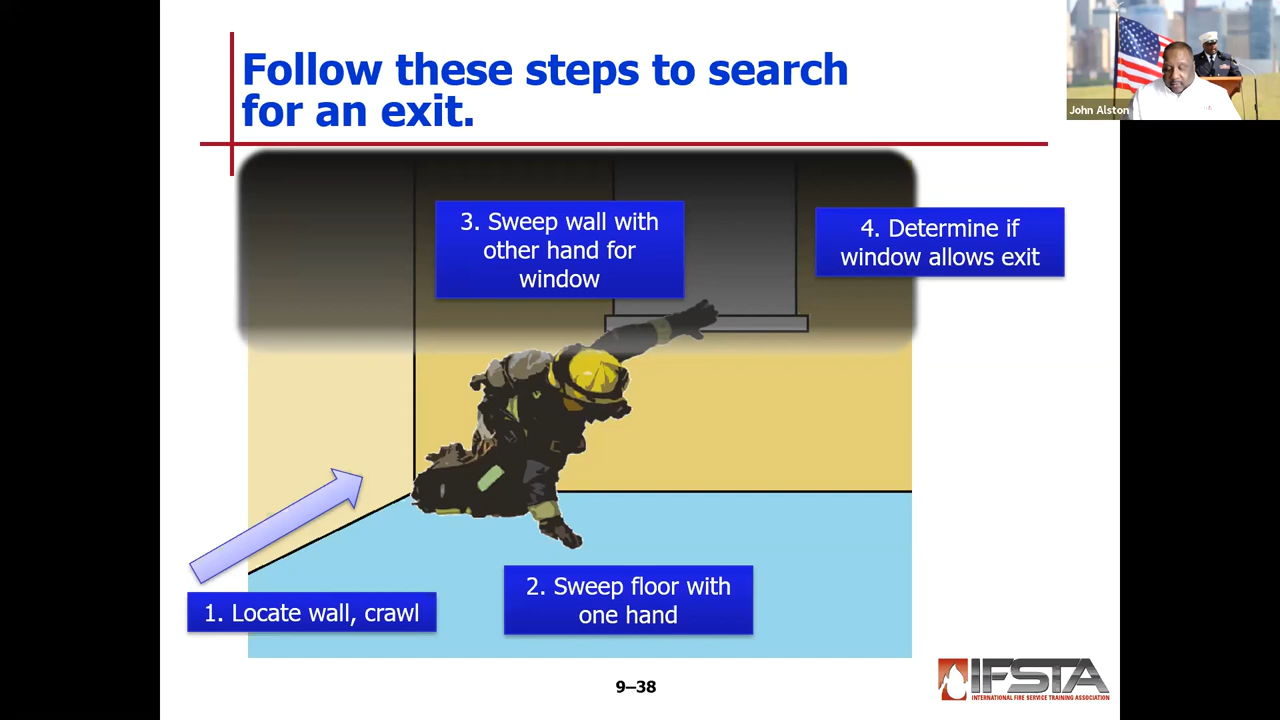 Follow these steps to search
for an exit.
John Alston
3. Sweep wall with
other hand for
window
4. Determine if
window allows exit
1. Locate wall, crawl
2. Sweep floor with
one hand
9–38
IFSTA
INTERNATIONAL FIRE SERVICE TRAINING ASSOCIATION